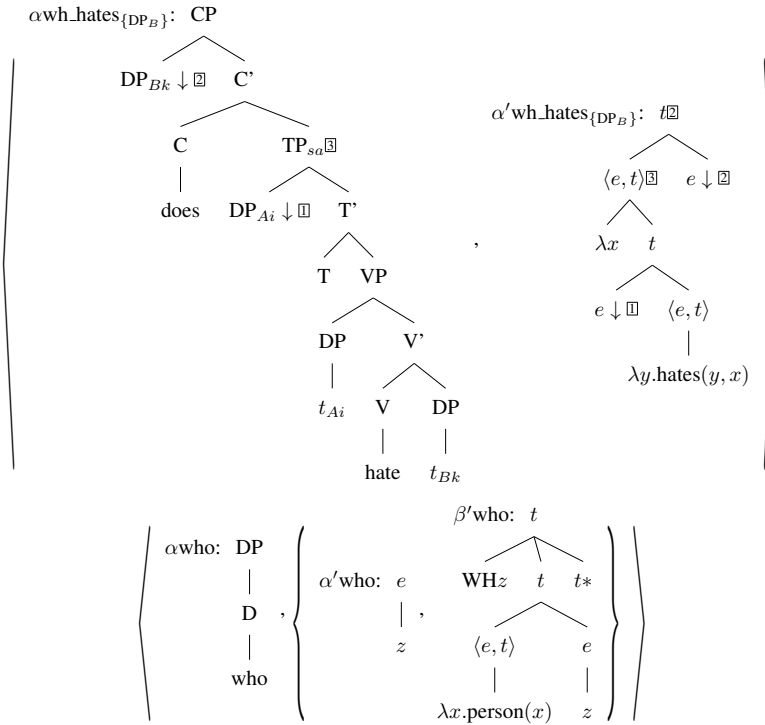 αwh_hates{DP_B}: CP
DP_Bk ↓ 2 C’
α′wh_hates{DP_B}: t2
C TP_sa3 ⟨e, t⟩3 e ↓ 2
does DP_Ai ↓ 1 T’ λx t
,
T VP e ↓ 1 ⟨e, t⟩
DP V’
λy.hates(y, x)
t_Ai V DP
hate t_Bk
β′who: t
αwho: DP
α′who: e WHz t t∗
D , ,
z ⟨e, t⟩ e
who
λx.person(x) z